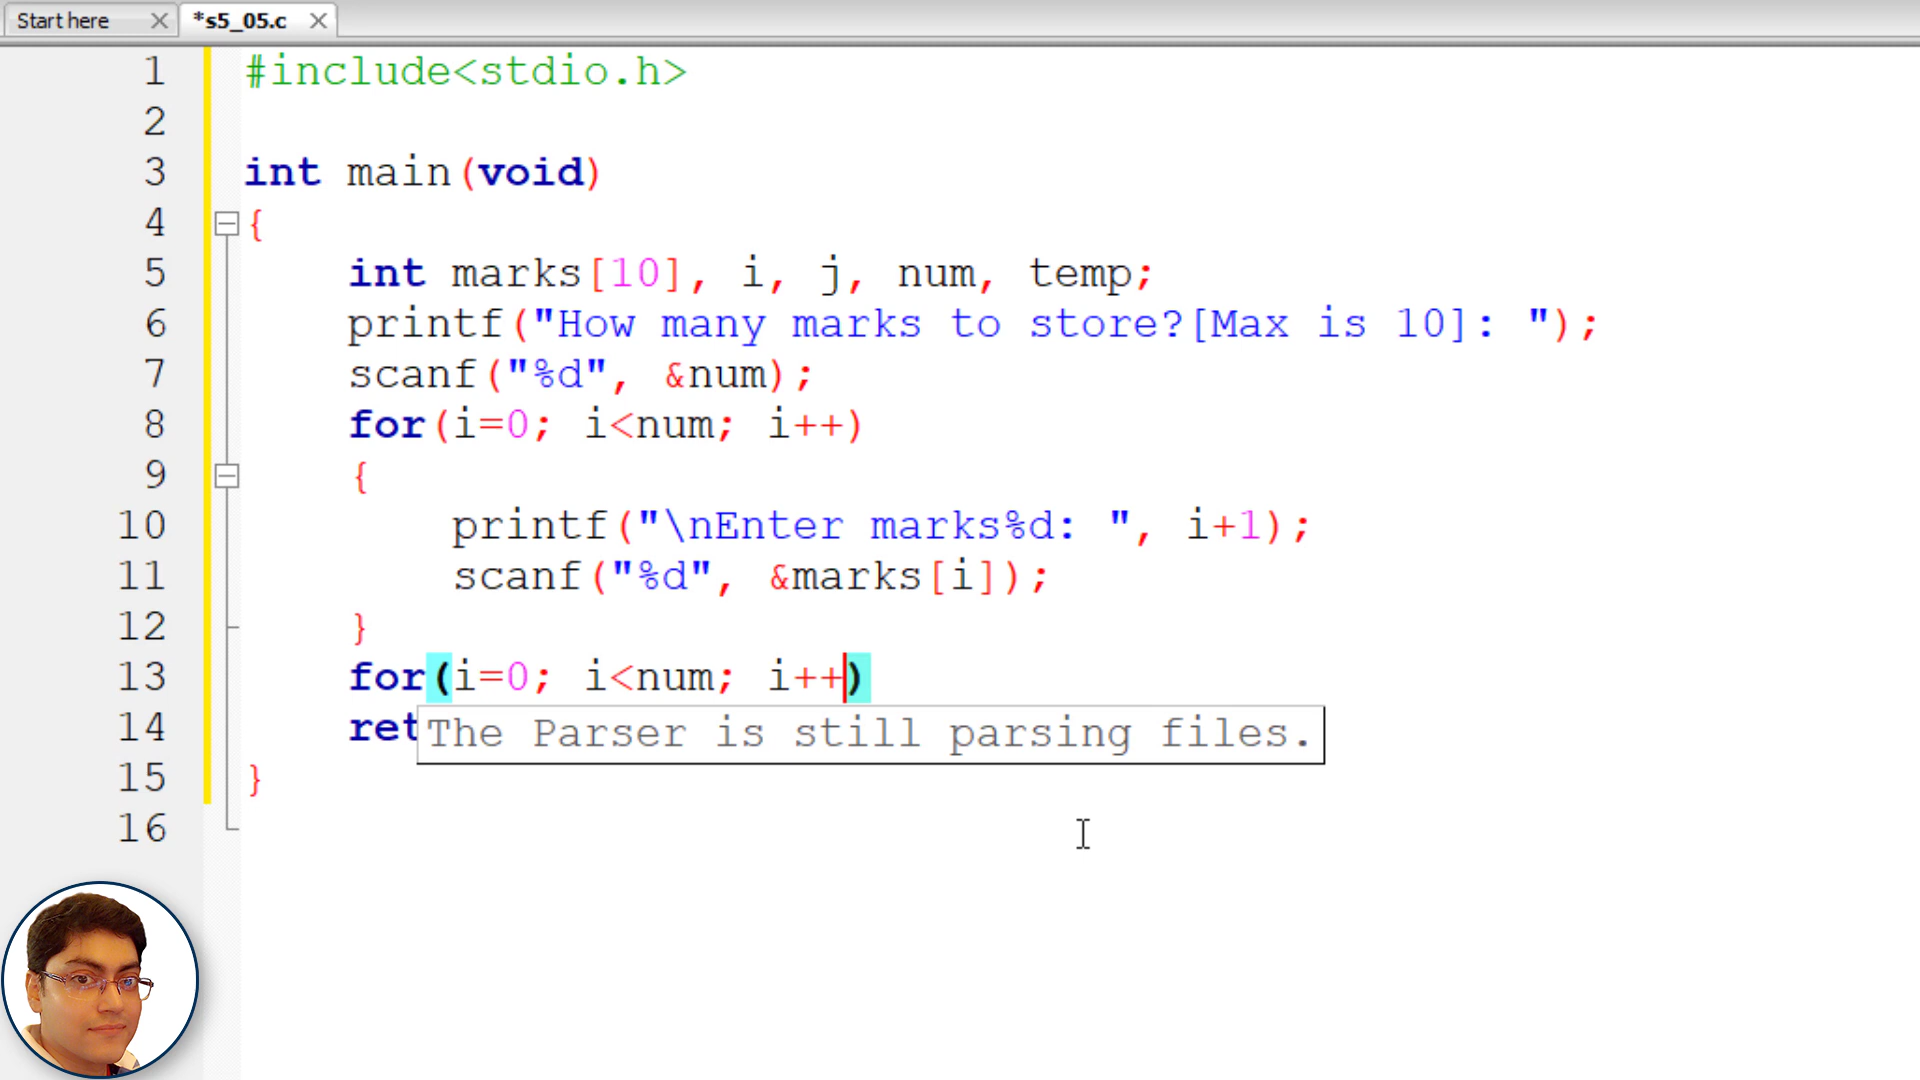 Start here
*s5_05.c
1 #include<stdio.h>
2
3 int main(void)
4 {
5 int marks[10], i, j, num, temp;
6 printf("How many marks to store?[Max is 10]: ");
7 scanf("%d", &num);
8 for(i=0; i<num; i++)
9 {
10 printf("\nEnter marks%d: ", i+1);
11 scanf("%d", &marks[i]);
12 }
13 for(i=0; i<num; i++)
14 ret
The Parser is still parsing files.
15 }
16